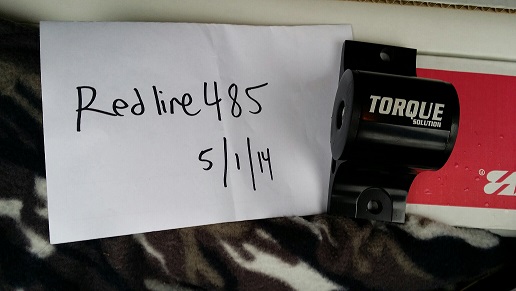 Redline485
5/1/14
TORQUE
SOLUTION